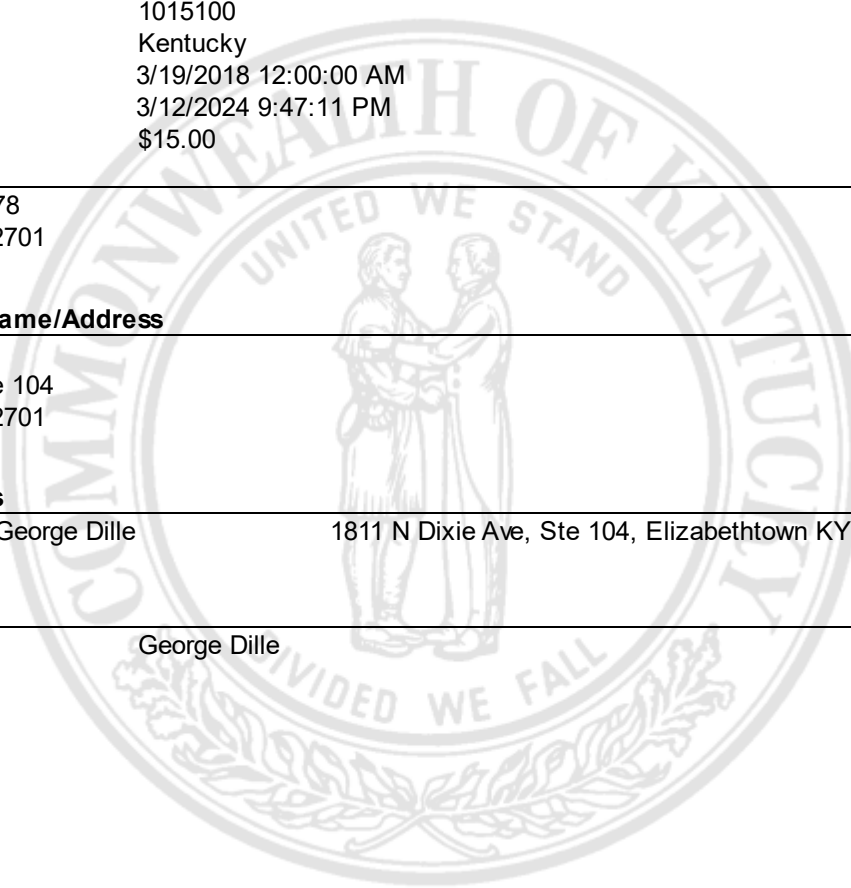 1015100
Kentucky
3/19/2018 12:00:00 AM
3/12/2024 9:47:11 PM
$15.00
78
2701
ame/Address
e 104
2701
s
George Dille 1811 N Dixie Ave, Ste 104, Elizabethtown KY
George Dille
COMMONWEALTH OF KENTUCKY
UNITED WE STAND
DIVIDED WE FALL